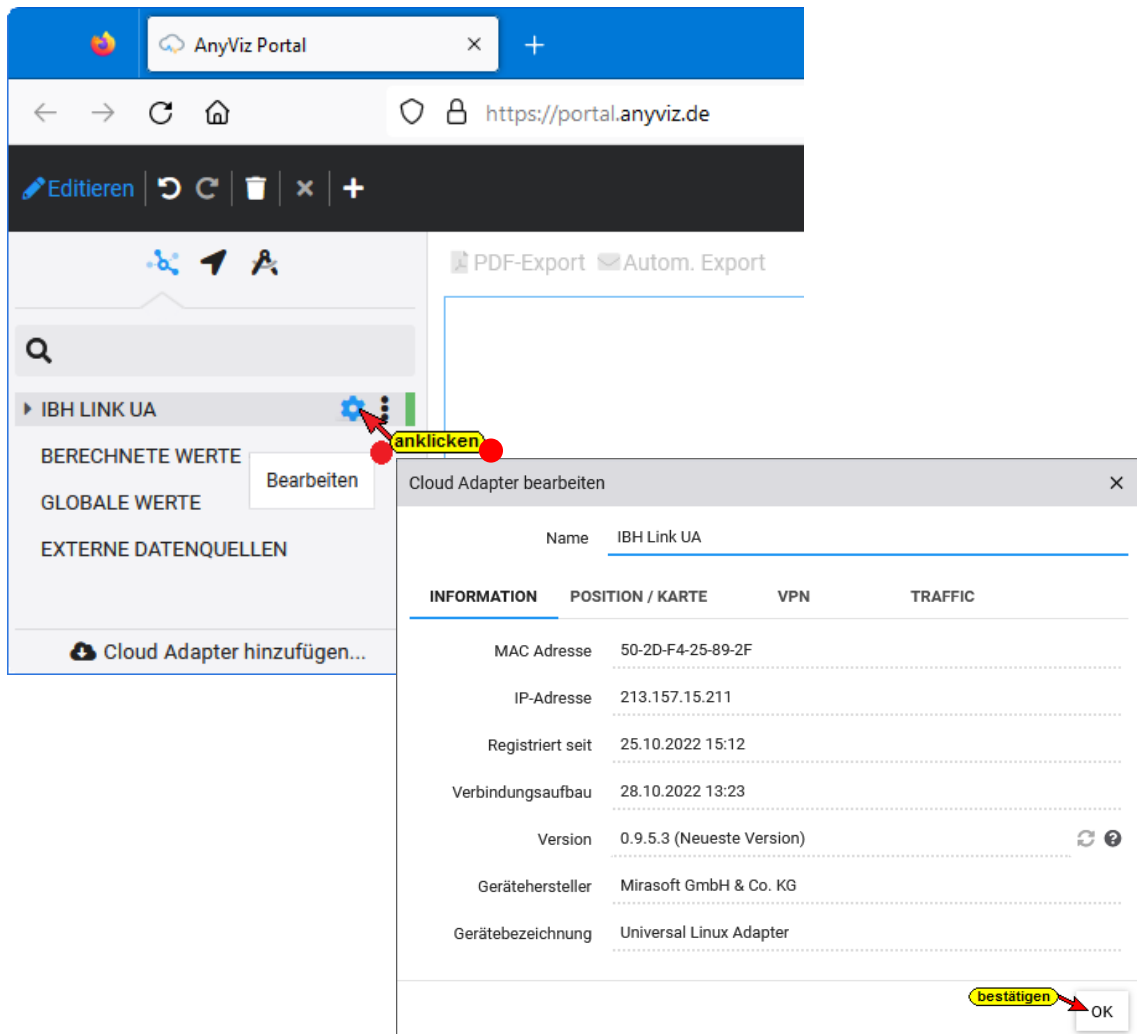 AnyViz Portal
https://portal.anyviz.de
Editieren
PDF-Export Autom. Export
IBH LINK UA
anklicken
BERECHNETE WERTE
Bearbeiten
GLOBALE WERTE
EXTERNE DATENQUELLEN
Cloud Adapter hinzufügen...
Cloud Adapter bearbeiten
Name IBH Link UA
INFORMATION POSITION / KARTE VPN TRAFFIC
MAC Adresse 50-2D-F4-25-89-2F
IP-Adresse 213.157.15.211
Registriert seit 25.10.2022 15:12
Verbindungsaufbau 28.10.2022 13:23
Version 0.9.5.3 (Neueste Version)
Gerätehersteller Mirasoft GmbH & Co. KG
Gerätebezeichnung Universal Linux Adapter
bestätigen
OK